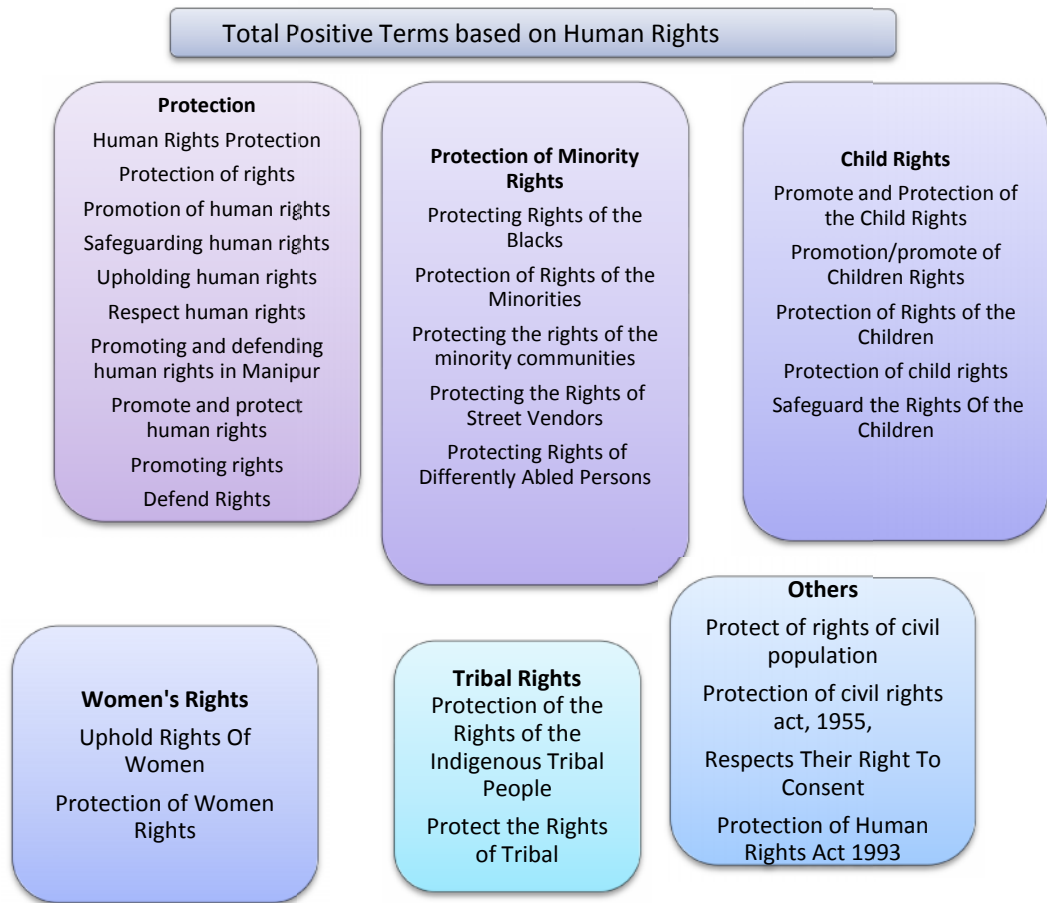 Total Positive Terms based on Human Rights
Protection
Human Rights Protection
Protection of rights
Promotion of human rights
Safeguarding human rights
Upholding human rights
Respect human rights
Promoting and defending
human rights in Manipur
Promote and protect
human rights
Promoting rights
Defend Rights
Protection of Minority
Rights
Protecting Rights of the
Blacks
Protection of Rights of the
Minorities
Protecting the rights of the
minority communities
Protecting the Rights of
Street Vendors
Protecting Rights of
Differently Abled Persons
Child Rights
Promote and Protection of
the Child Rights
Promotion/promote of
Children Rights
Protection of Rights of the
Children
Protection of child rights
Safeguard the Rights Of the
Children
Women's Rights
Uphold Rights Of
Women
Protection of Women
Rights
Tribal Rights
Protection of the
Rights of the
Indigenous Tribal
People
Protect the Rights
of Tribal
Others
Protect of rights of civil
population
Protection of civil rights
act, 1955,
Respects Their Right To
Consent
Protection of Human
Rights Act 1993